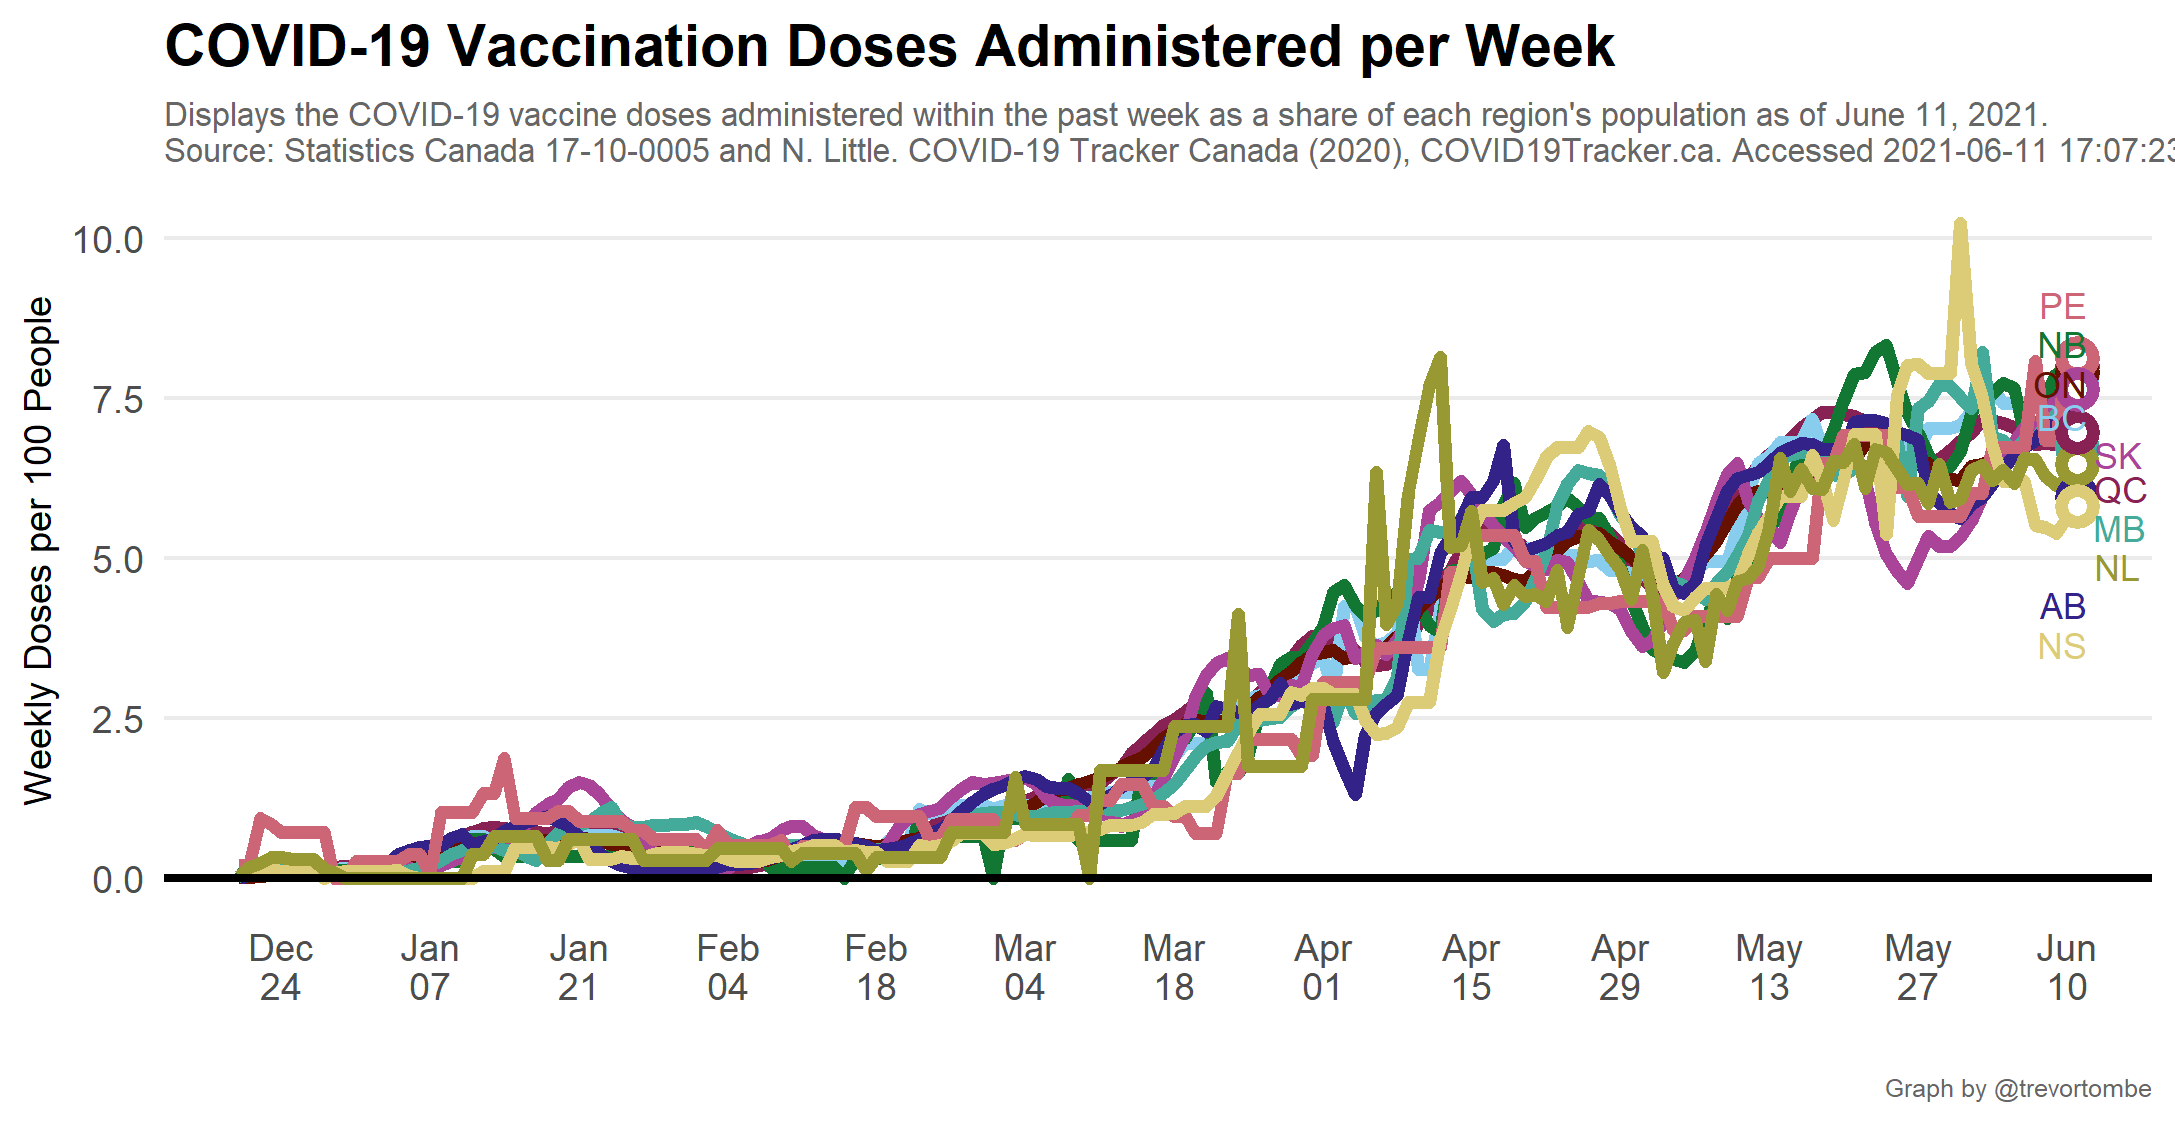 COVID-19 Vaccination Doses Administered per Week
Displays the COVID-19 vaccine doses administered within the past week as a share of each region's population as of June 11, 2021.
Source: Statistics Canada 17-10-0005 and N. Little. COVID-19 Tracker Canada (2020), COVID19Tracker.ca. Accessed 2021-06-11 17:07:23
Weekly Doses per 100 People
10.0
7.5
5.0
2.5
0.0
PE
NB
ON
BC
SK
QC
MB
NL
AB
NS
Dec Jan Jan Feb Feb Mar Mar Apr Apr Apr May May Jun
24 07 21 04 18 04 18 01 15 29 13 27 10
Graph by @trevortombe